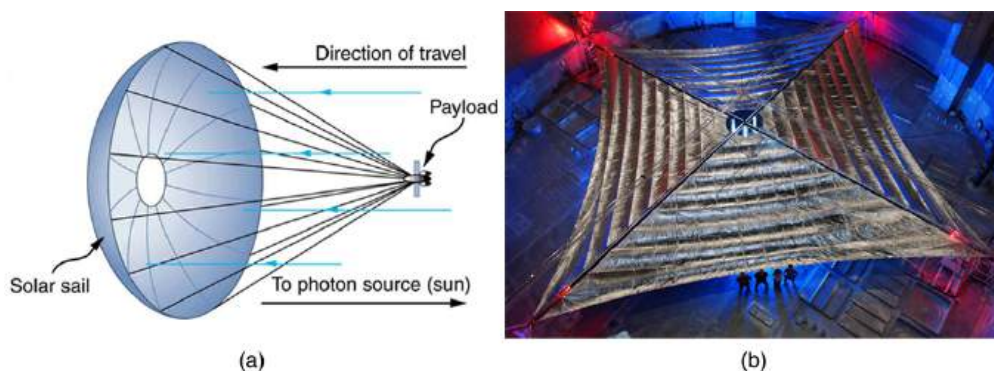 Direction of travel
Payload
Solar sail
To photon source (sun)
(a)
(b)